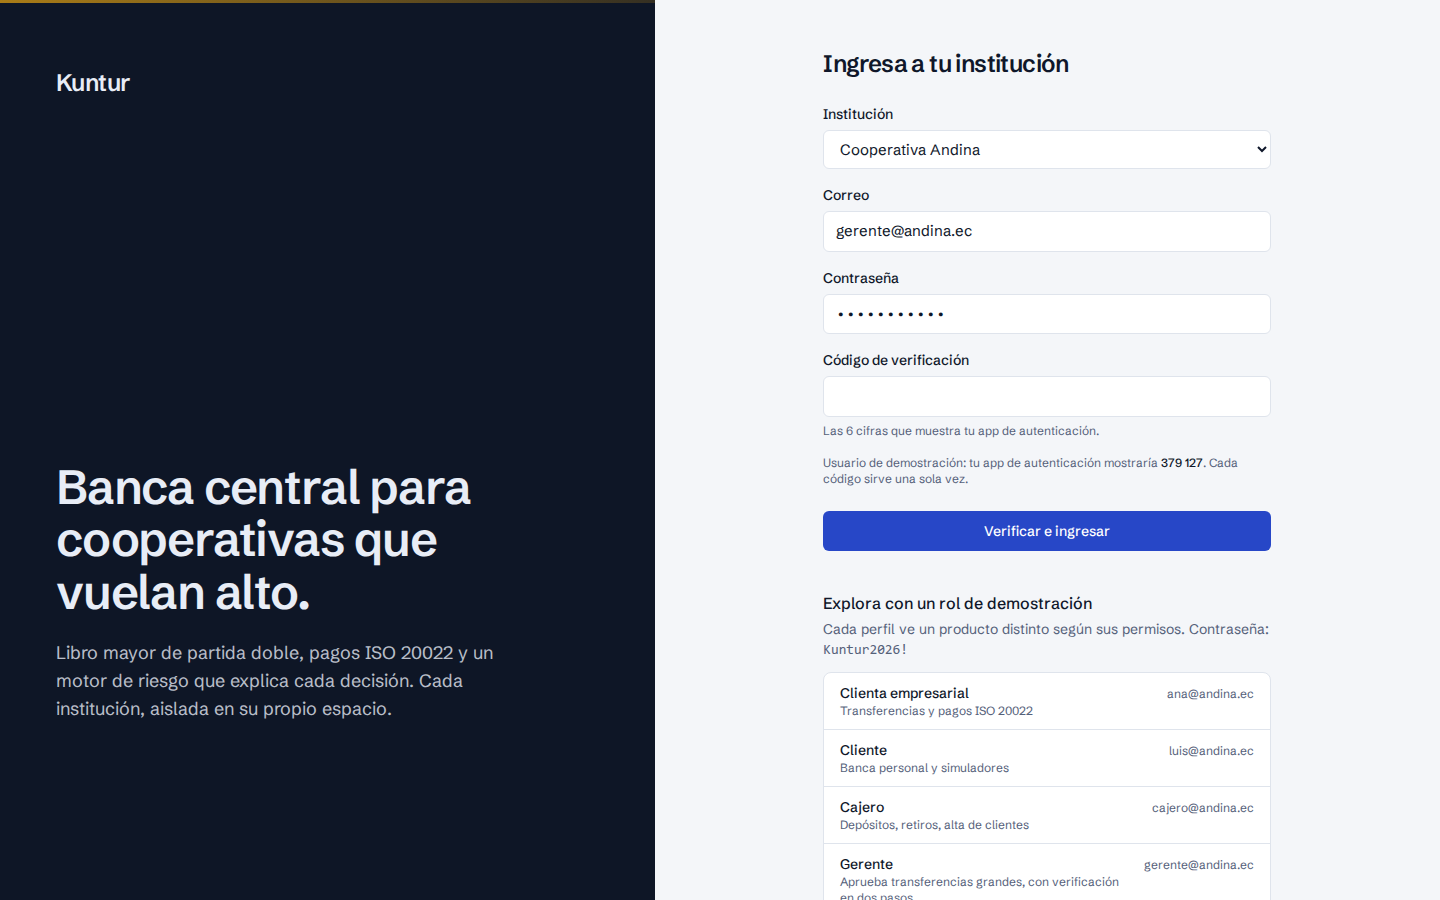 Kuntur
Banca central para
cooperativas que
vuelan alto.
Libro mayor de partida doble, pagos ISO 20022 y un
motor de riesgo que explica cada decisión. Cada
institución, aislada en su propio espacio.
Ingresa a tu institución
Institución
Cooperativa Andina
Correo
gerente@andina.ec
Contraseña
•••••••••••
Código de verificación
Las 6 cifras que muestra tu app de autenticación.
Usuario de demostración: tu app de autenticación mostraría 379 127. Cada
código sirve una sola vez.
Verificar e ingresar
Explora con un rol de demostración
Cada perfil ve un producto distinto según sus permisos. Contraseña:
Kuntur2026!
Clienta empresarial
ana@andina.ec
Transferencias y pagos ISO 20022
Cliente
luis@andina.ec
Banca personal y simuladores
Cajero
cajero@andina.ec
Depósitos, retiros, alta de clientes
Gerente
gerente@andina.ec
Aprueba transferencias grandes, con verificación
en dos pasos